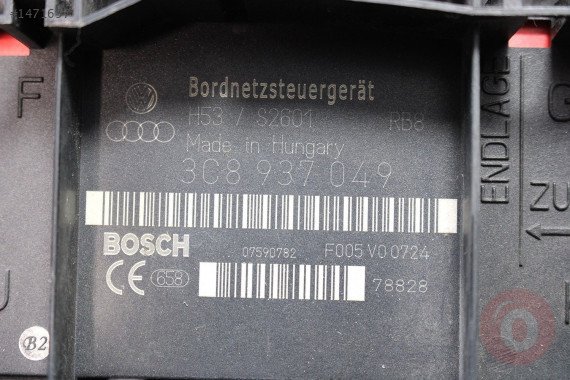 Bordnetzsteuergerät
H53 / S2601 RB8
Made in Hungary
3C8 937 049
BOSCH 07590782 F005 V0 0724
CE 658 78828
F
ENDLAGE
ZU
B2